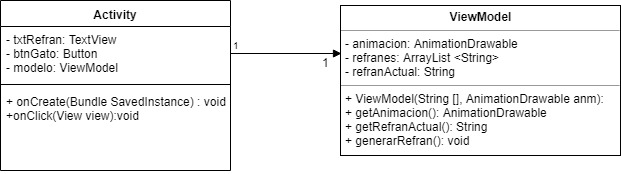 Activity
- txtRefran: TextView
- btnGato: Button
- modelo: ViewModel
+ onCreate(Bundle SavedInstance) : void
+onClick(View view):void
1
1
ViewModel
- animacion: AnimationDrawable
- refranes: ArrayList <String>
- refranActual: String
+ ViewModel(String [], AnimationDrawable anm):
+ getAnimacion(): AnimationDrawable
+ getRefranActual(): String
+ generarRefran(): void